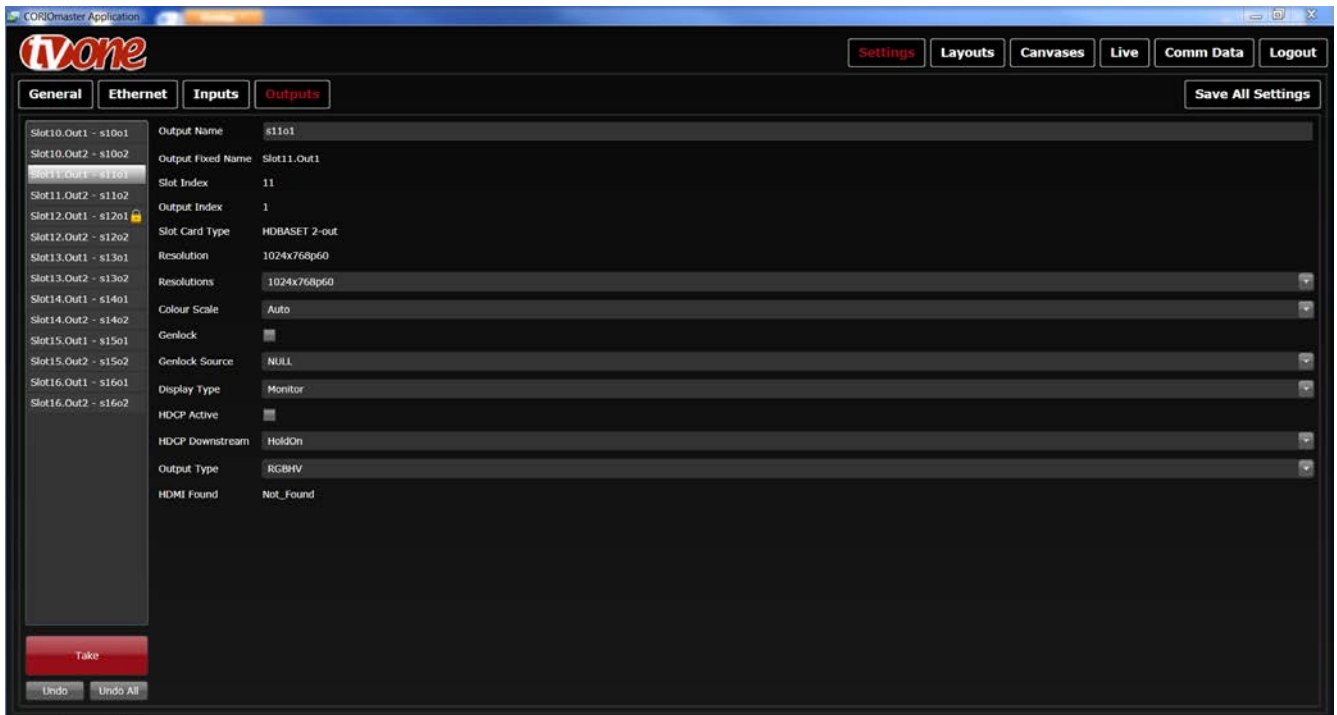 CORIOmaster Application
tvone
Settings Layouts Canvases Live Comm Data Logout
General Ethernet Inputs Outputs Save All Settings
Slot10.Out1 - s10o1
Slot10.Out2 - s10o2
Slot11.Out1 - s11o1
Slot11.Out2 - s11o2
Slot12.Out1 - s12o1
Slot12.Out2 - s12o2
Slot13.Out1 - s13o1
Slot13.Out2 - s13o2
Slot14.Out1 - s14o1
Slot14.Out2 - s14o2
Slot15.Out1 - s15o1
Slot15.Out2 - s15o2
Slot16.Out1 - s16o1
Slot16.Out2 - s16o2
Output Name s11o1
Output Fixed Name Slot11.Out1
Slot Index 11
Output Index 1
Slot Card Type HDBASET 2-out
Resolution 1024x768p60
Resolutions 1024x768p60
Colour Scale Auto
Genlock
Genlock Source NULL
Display Type Monitor
HDCP Active
HDCP Downstream HoldOn
Output Type RGBHV
HDMI Found Not_Found
Take
Undo Undo All